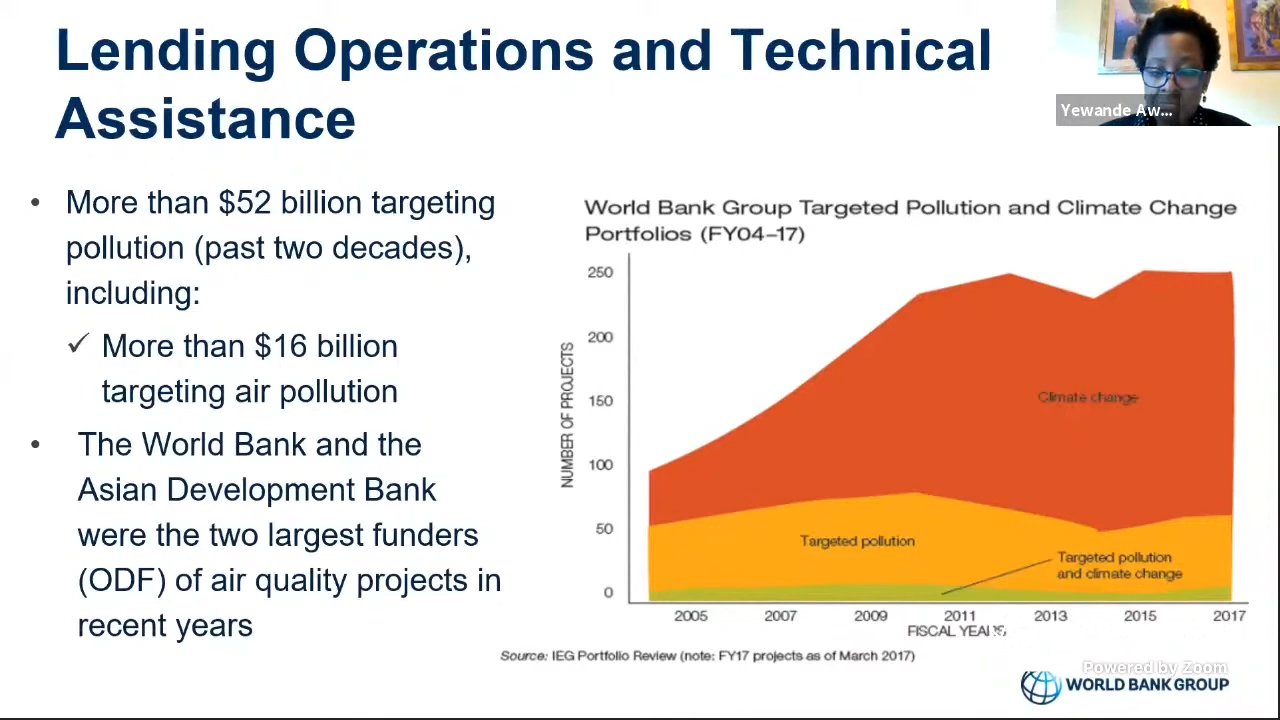 Lending Operations and Technical
Assistance
Yewande Aw...
• More than $52 billion targeting
pollution (past two decades),
including:
✓ More than $16 billion
targeting air pollution
• The World Bank and the
Asian Development Bank
were the two largest funders
(ODF) of air quality projects in
recent years
World Bank Group Targeted Pollution and Climate Change
Portfolios (FY04–17)
NUMBER OF PROJECTS
250
200
150
100
50
0
Climate change
Targeted pollution
Targeted pollution
and climate change
2005 2007 2009 2011 2013 2015 2017
FISCAL YEARS
Source: IEG Portfolio Review (note: FY17 projects as of March 2017)
Powered by Zoom
WORLD BANK GROUP